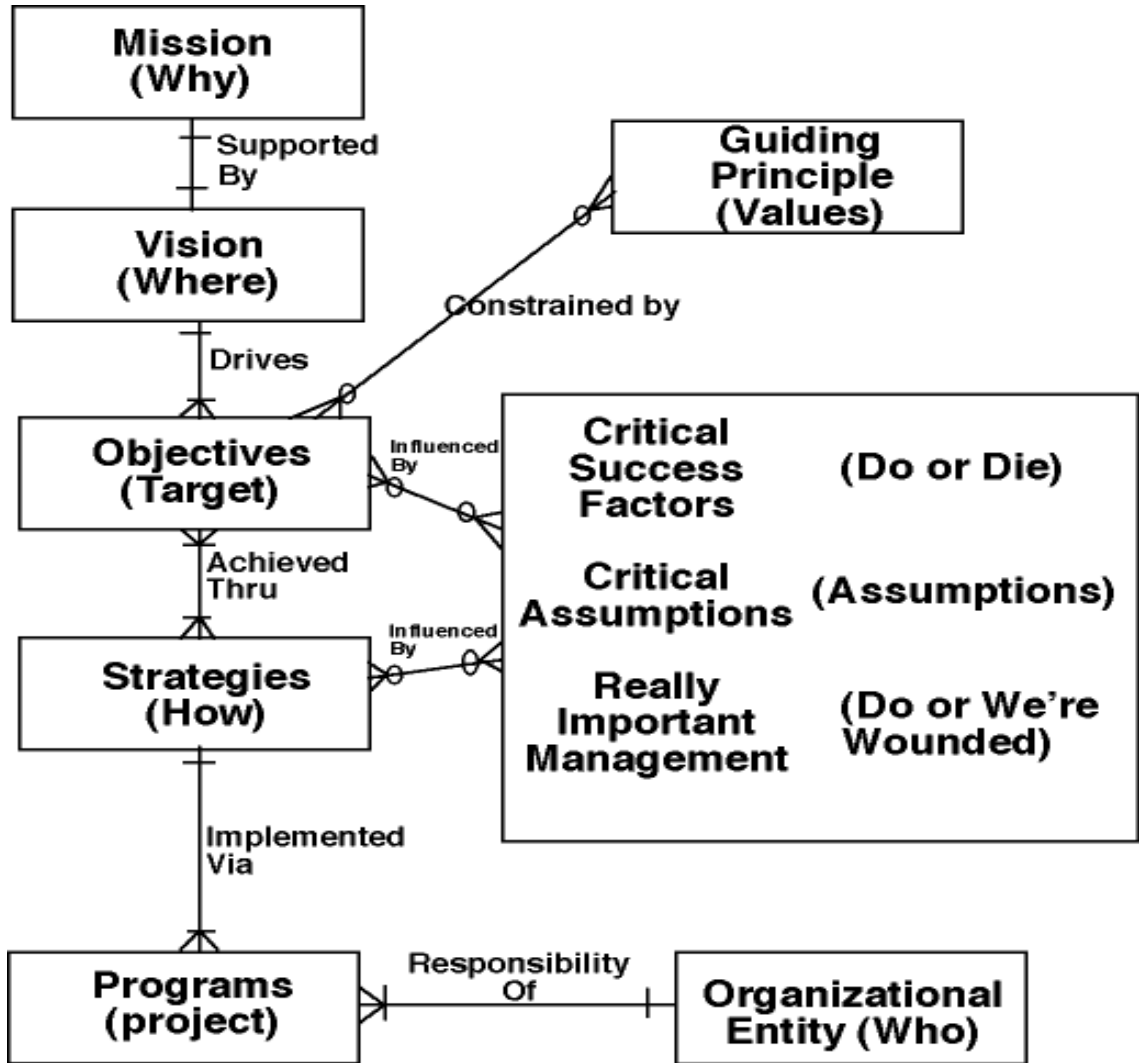 Mission
(Why)
Supported
By
Guiding
Principle
(Values)
Vision
(Where)
Constrained by
Drives
Objectives
(Target)
Influenced
By
Critical
Success
Factors
(Do or Die)
Achieved
Thru
Critical
Assumptions
(Assumptions)
Influenced
By
Strategies
(How)
Really
Important
Management
(Do or We're
Wounded)
Implemented
Via
Programs
(project)
Responsibility
Of
Organizational
Entity (Who)